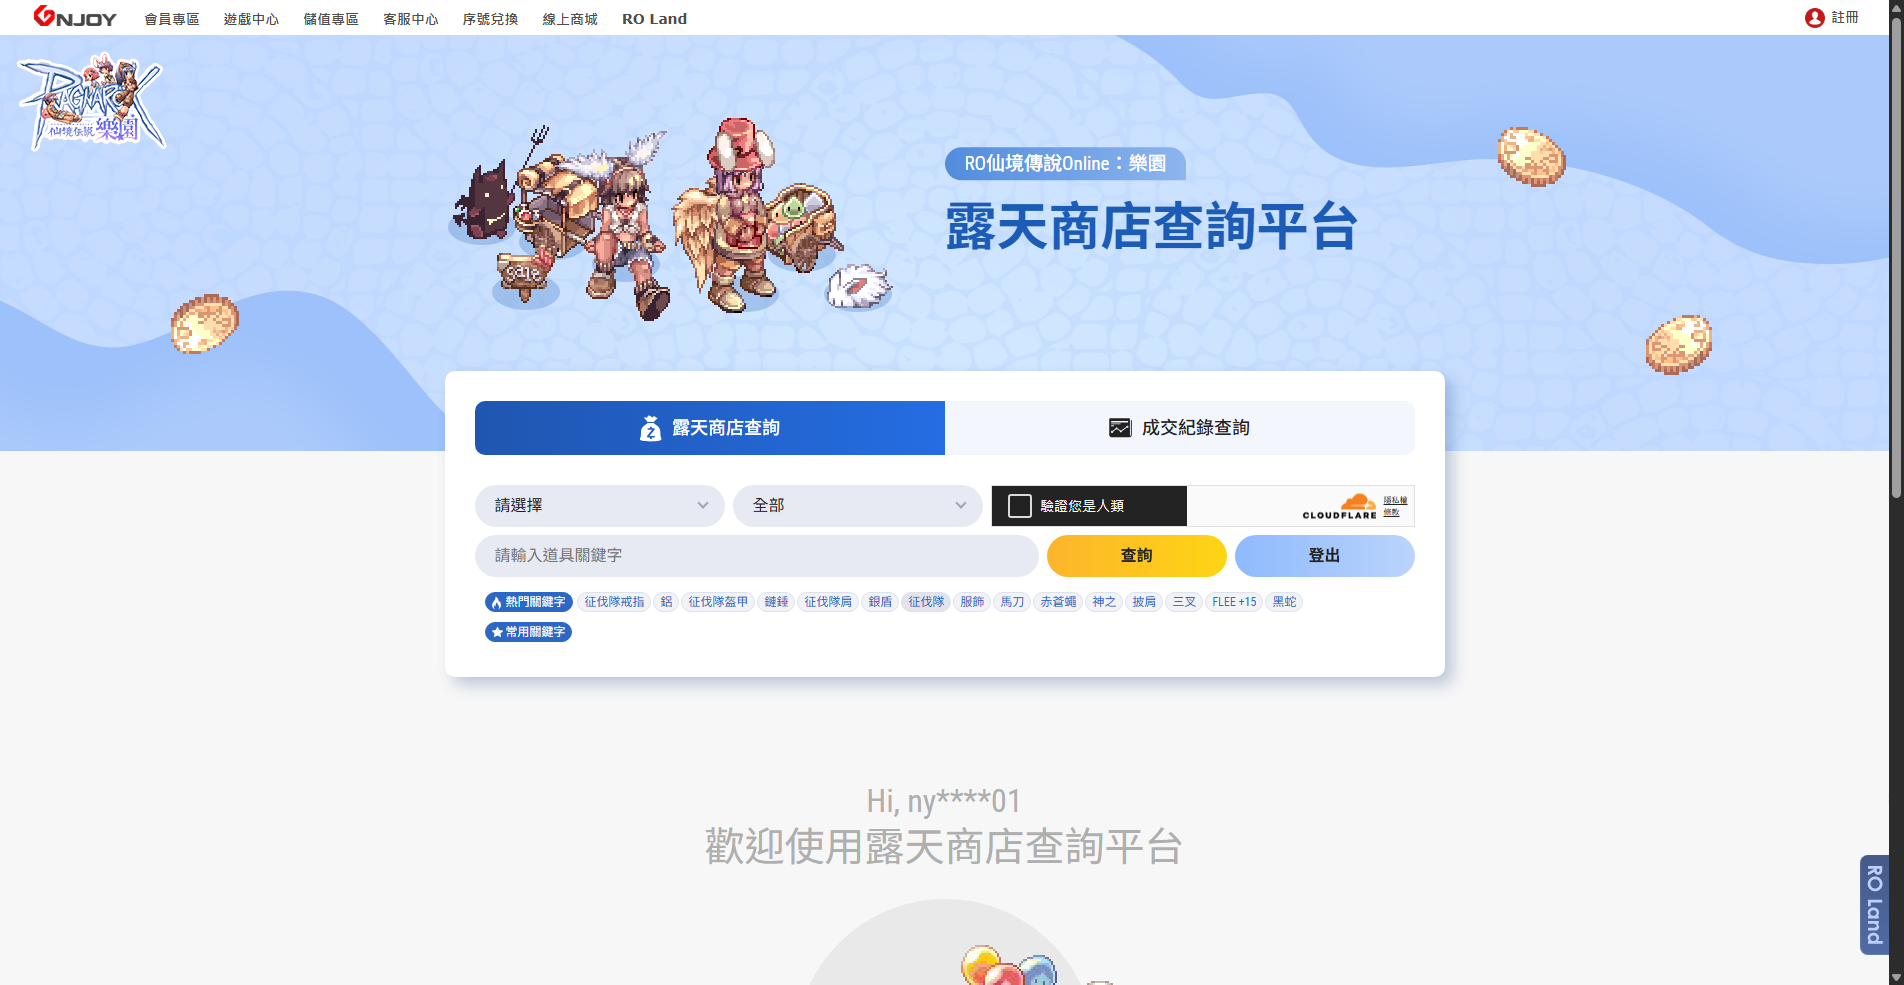 GNJOY 會員專區 遊戲中心 儲值專區 客服中心 序號兌換 線上商城 RO Land 註冊
RAGNAROK
仙境傳說 樂園
RO仙境傳說Online：樂園
露天商店查詢平台
Sale
露天商店查詢 成交紀錄查詢
請選擇 全部 驗證您是人類 CLOUDFLARE 隱私權
條款
請輸入道具關鍵字 查詢 登出
熱門關鍵字 征伐隊戒指 鋁 征伐隊盔甲 鏈錘 征伐隊肩 銀盾 征伐隊 服飾 馬刀 赤蒼蠅 神之 披肩 三叉 FLEE +15 黑蛇
常用關鍵字
Hi, ny****01
歡迎使用露天商店查詢平台
RO Land